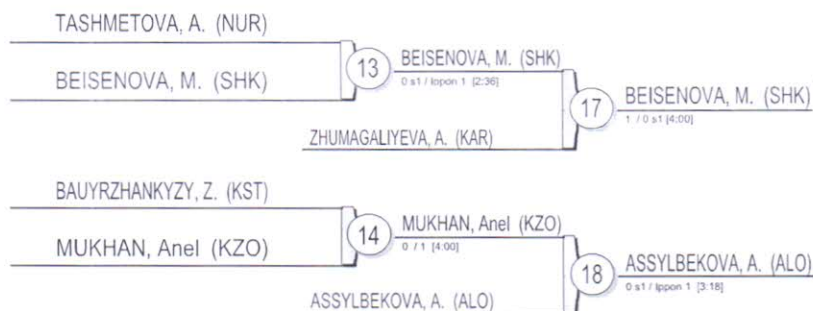 TASHMETOVA, A. (NUR)
BEISENOVA, M. (SHK)
13
BEISENOVA, M. (SHK)
0 s1 / Ippon 1 [2:36]
ZHUMAGALIYEVA, A. (KAR)
17
BEISENOVA, M. (SHK)
1 / 0 s1 [4:00]
BAUYRZHANKYZY, Z. (KST)
MUKHAN, Anel (KZO)
14
MUKHAN, Anel (KZO)
0 / 1 [4:00]
ASSYLBEKOVA, A. (ALO)
18
ASSYLBEKOVA, A. (ALO)
0 s1 / Ippon 1 [3:18]